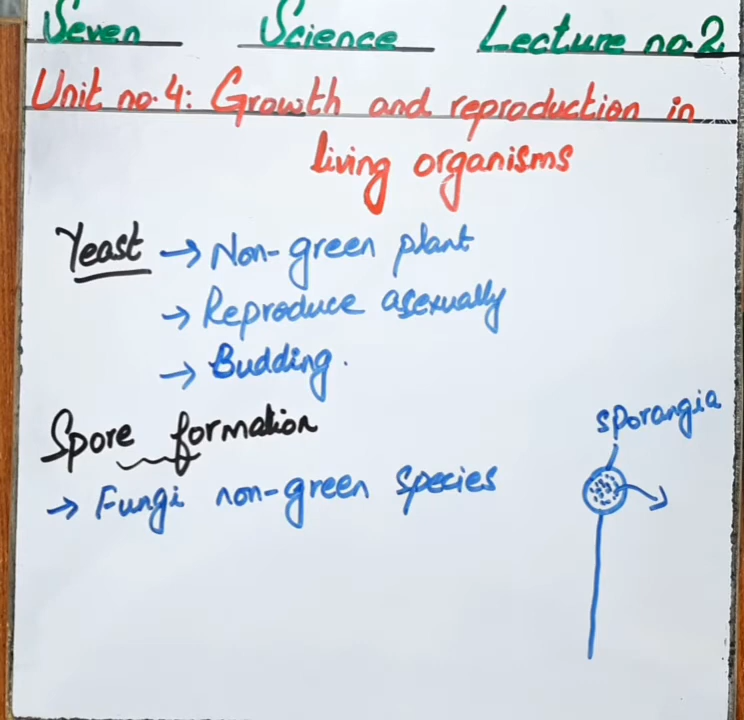 Seven Science Lecture no.2
Unit no.4: Growth and reproduction in
living organisms
Yeast → Non-green plant
→ Reproduce asexually
→ Budding.
Spore formation
sporangia
→ Fungi non-green species